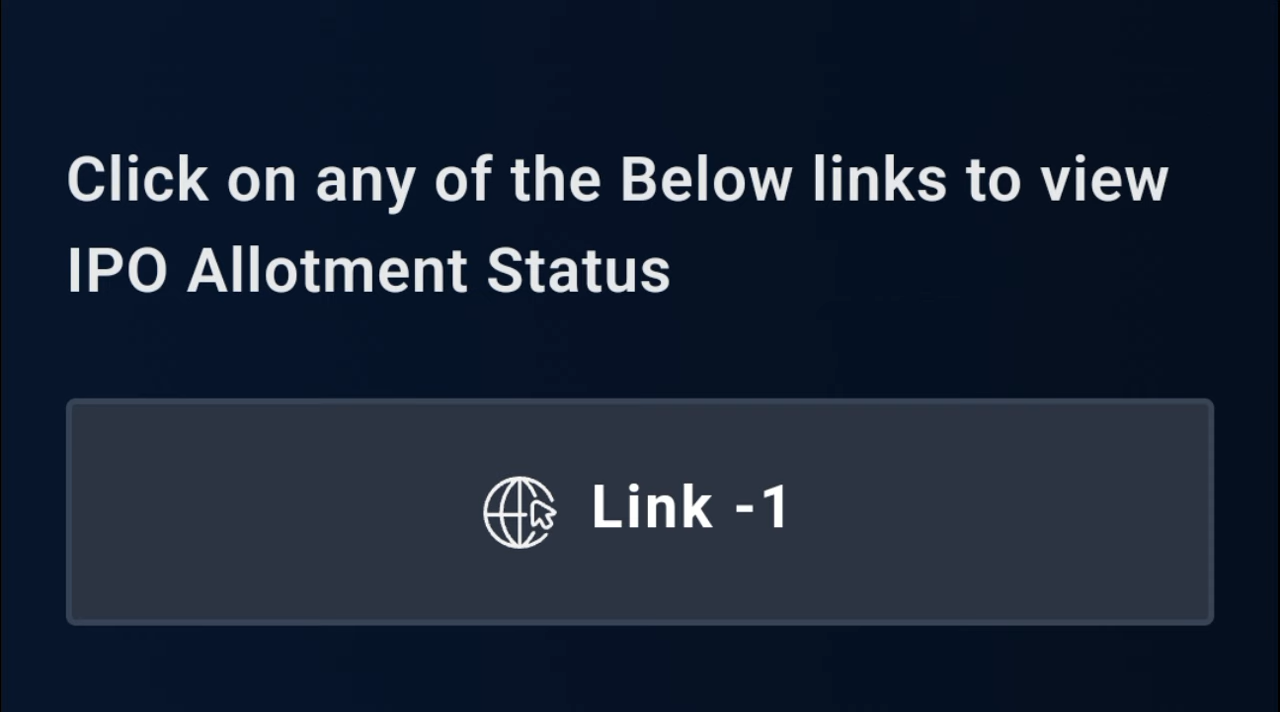 Click on any of the Below links to view
IPO Allotment Status
Link -1